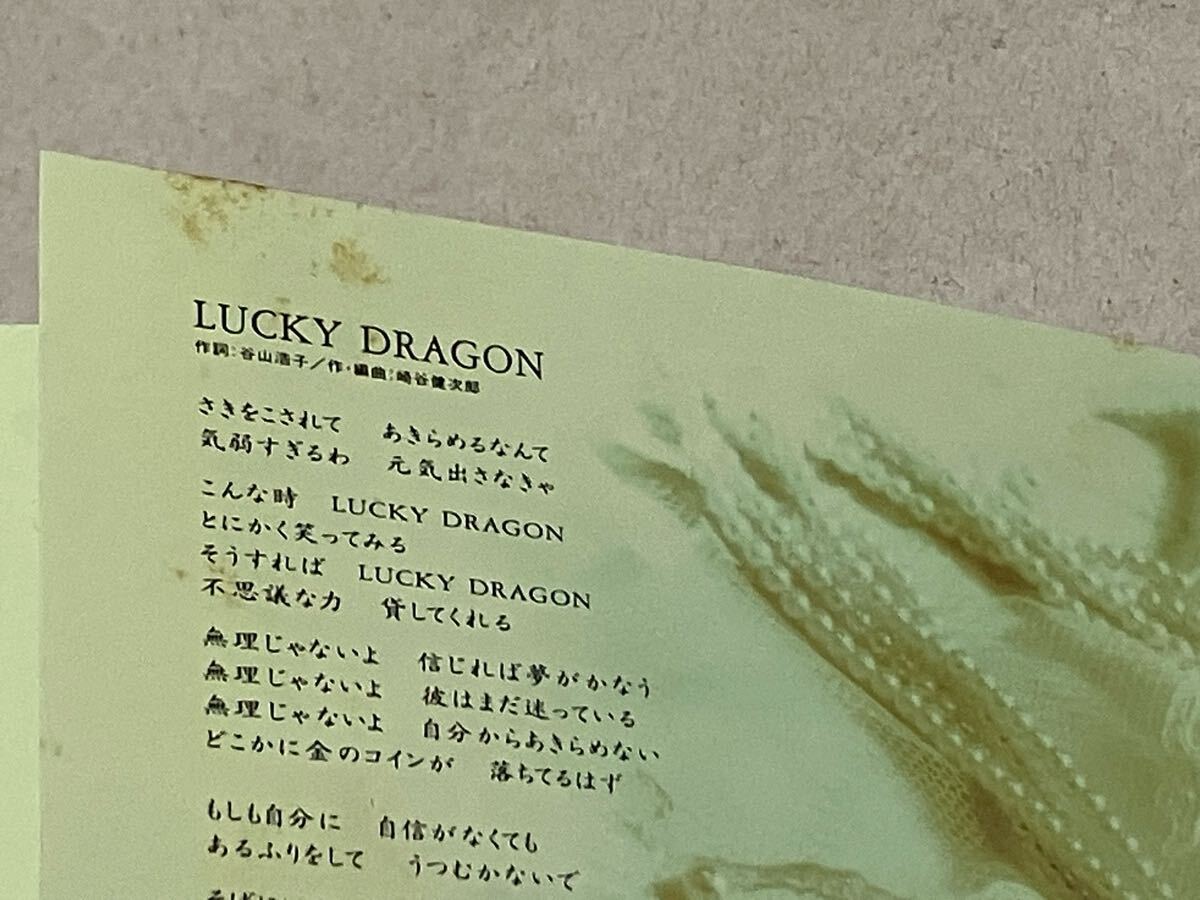 LUCKY DRAGON
作詞:谷山浩子/作・編曲:崎谷健次郎
さきをこされて あきらめるなんて
気弱すぎるわ 元気出さなきゃ
こんな時 LUCKY DRAGON
とにかく笑ってみる
そうすれば LUCKY DRAGON
不思議な力 貸してくれる
無理じゃないよ 信じれば夢がかなう
無理じゃないよ 彼はまだ迷っている
無理じゃないよ 自分からあきらめない
どこかに金のコインが 落ちてるはず
もしも自分に 自信がなくても
あるふりをして うつむかないで